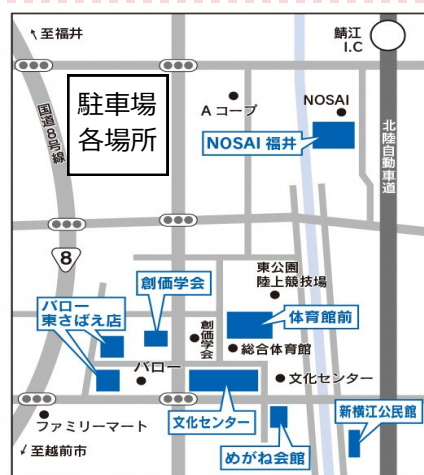 至福井
鯖江
I.C
駐車場
各場所
国道8号線
Aコープ
NOSAI
NOSAI 福井
北陸自動車道
8
東公園
陸上競技場
創価学会
バロー
東さばえ店
体育館前
創価学会
総合体育館
バロー
文化センター
新横江公民館
ファミリーマート
文化センター
めがね会館
至越前市